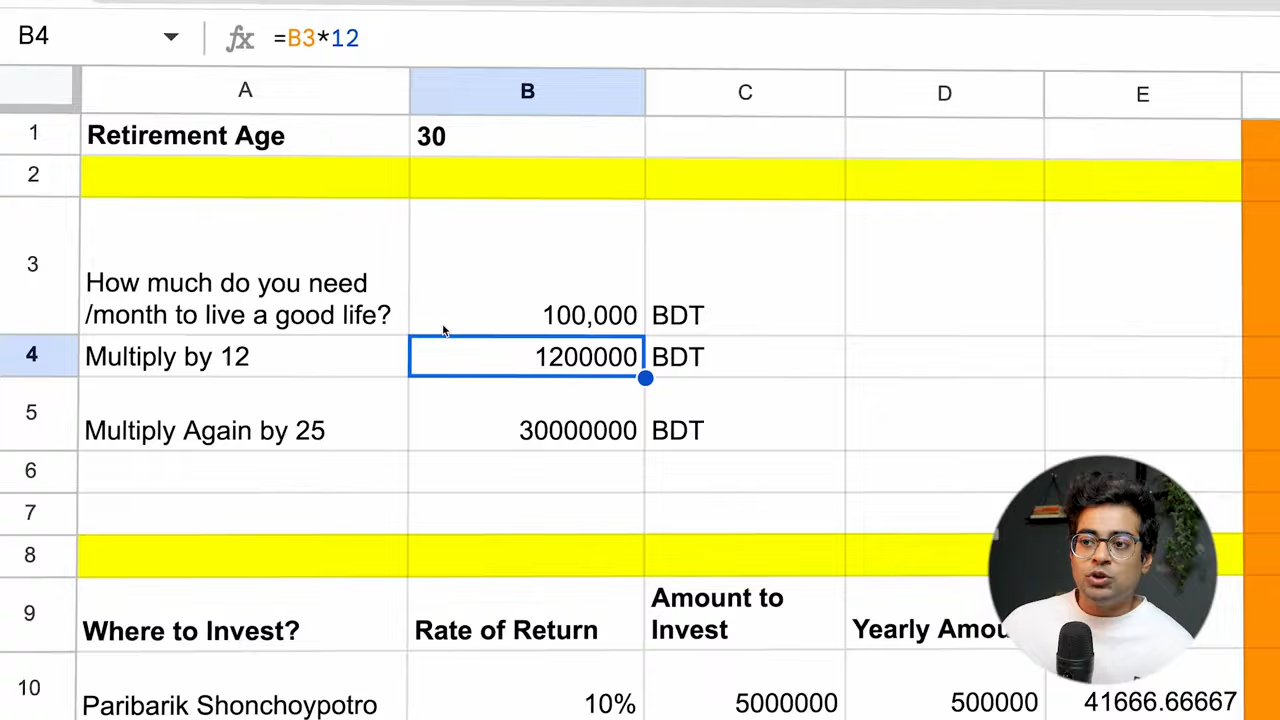 B4
fx
=B3*12
A B C D E
1 Retirement Age 30
2
3 How much do you need
/month to live a good life? 100,000 BDT
4 Multiply by 12 1200000 BDT
5 Multiply Again by 25 30000000 BDT
6
7
8
9 Where to Invest? Rate of Return Amount to
Invest
10 Paribarik Shonchoypotro 10% 5000000 500000 41666.66667